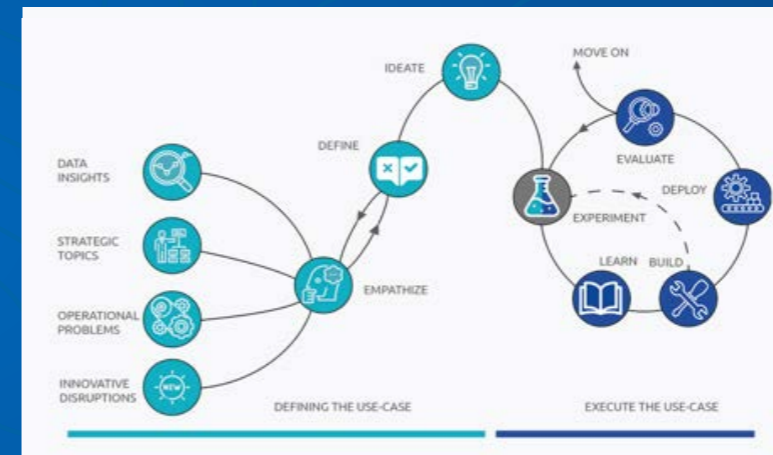 IDEATE
MOVE ON
DEFINE
EVALUATE
DATA
INSIGHTS
DEPLOY
EXPERIMENT
STRATEGIC
TOPICS
LEARN
BUILD
EMPATHIZE
OPERATIONAL
PROBLEMS
NEW
INNOVATIVE
DISRUPTIONS
DEFINING THE USE-CASE
EXECUTE THE USE-CASE